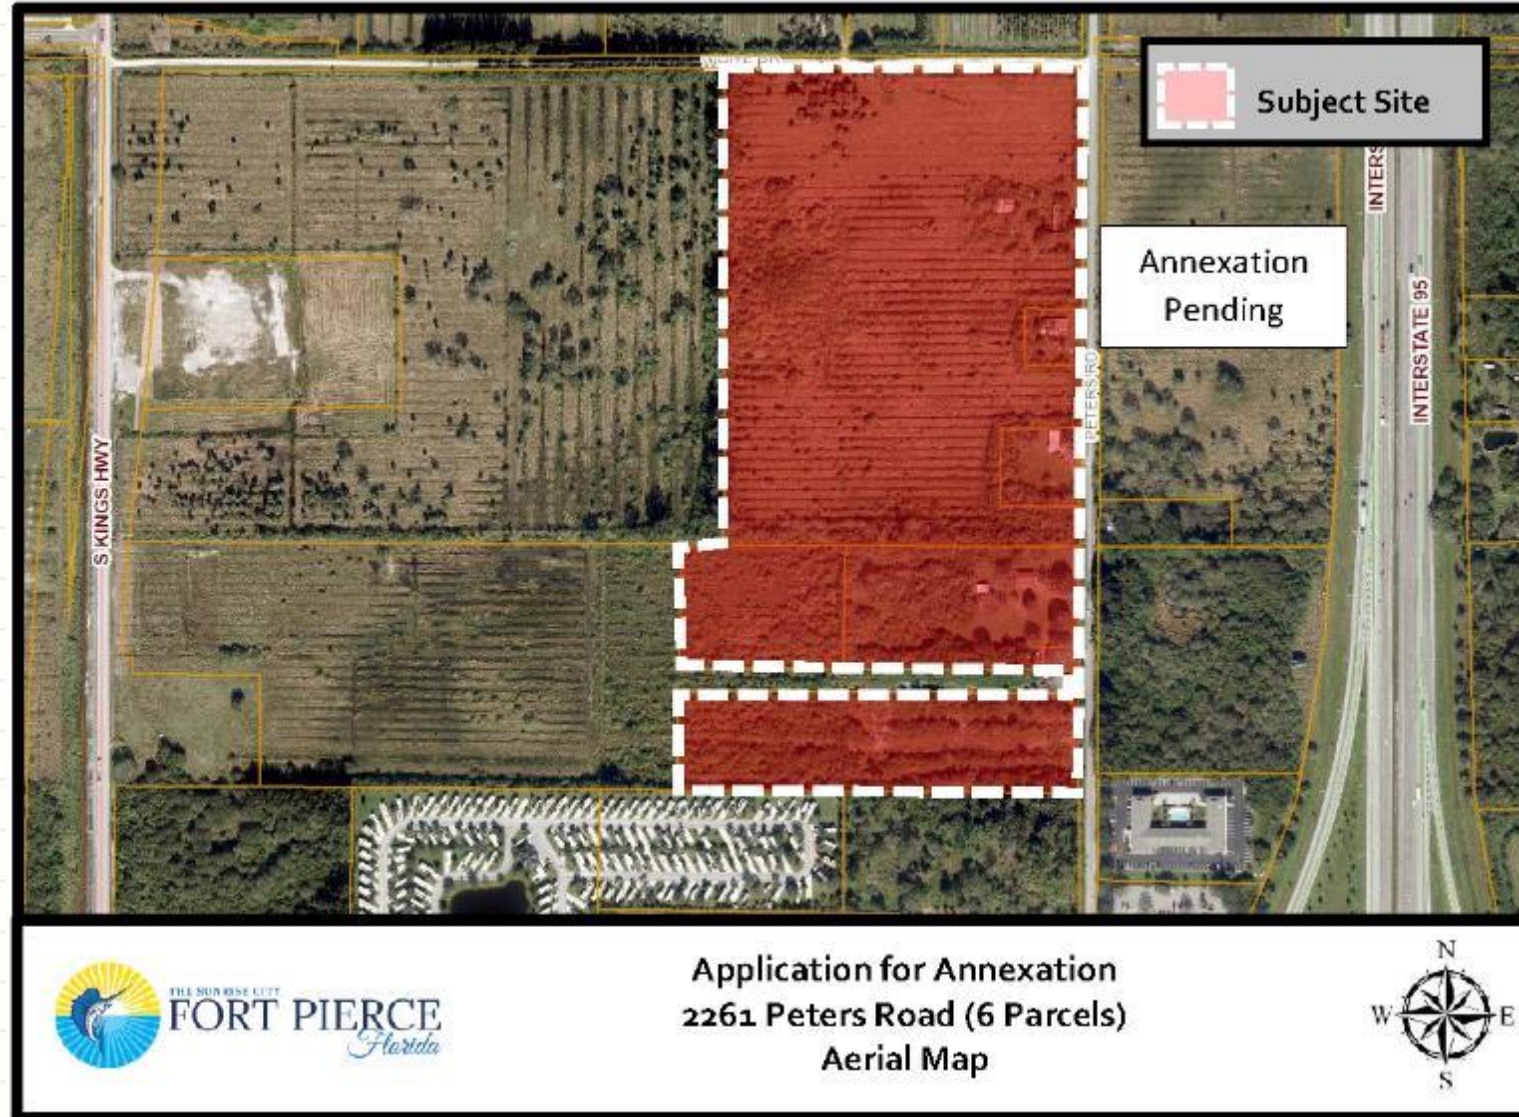 Subject Site
INTERS
Annexation
Pending
INTERSTATE 95
PETERS RD
S KINGS HWY
THE SUNRISE CITY
FORT PIERCE
Florida
Application for Annexation
2261 Peters Road (6 Parcels)
Aerial Map
N
W
E
S